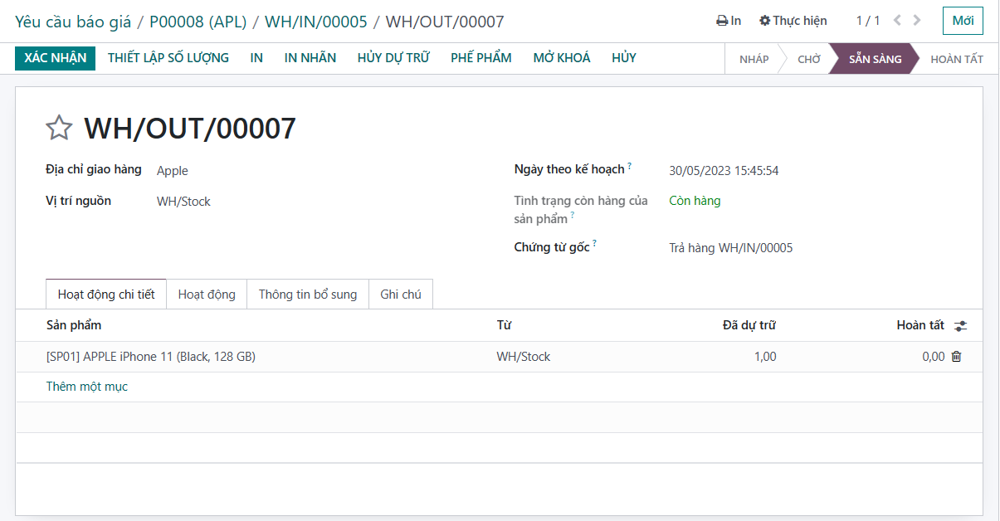 Yêu cầu báo giá / P00008 (APL) / WH/IN/00005 / WH/OUT/00007
In Thực hiện 1 / 1 Mới
XÁC NHẬN THIẾT LẬP SỐ LƯỢNG IN IN NHÃN HỦY DỰ TRỮ PHẾ PHẨM MỞ KHOÁ HỦY NHÁP CHỜ SẴN SÀNG HOÀN TẤT
WH/OUT/00007
Địa chỉ giao hàng Apple
Vị trí nguồn WH/Stock
Ngày theo kế hoạch ? 30/05/2023 15:45:54
Tình trạng còn hàng của Còn hàng
sản phẩm ?
Chứng từ gốc ? Trả hàng WH/IN/00005
Hoạt động chi tiết Hoạt động Thông tin bổ sung Ghi chú
Sản phẩm Từ Đã dự trữ Hoàn tất
[SP01] APPLE iPhone 11 (Black, 128 GB) WH/Stock 1,00 0,00
Thêm một mục